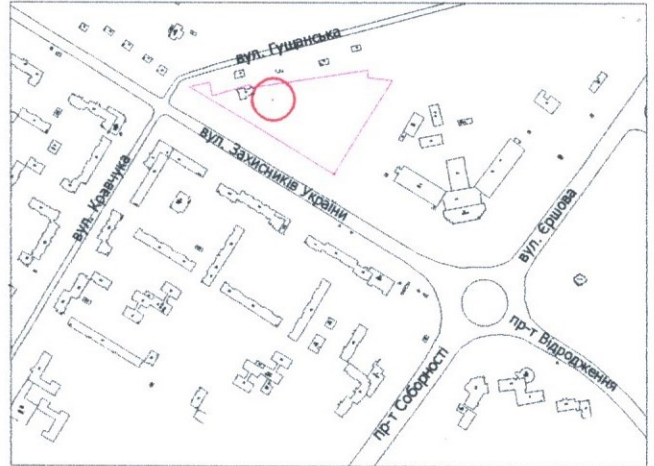 вул. Гущанська
вул. Захисників України
вул. Кравчука
вул. Єршова
пр-т Відродження
пр-т Соборності